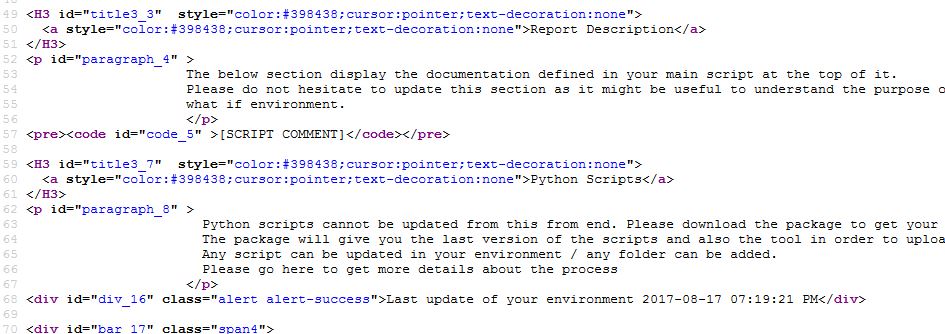 49 <H3 id="title3_3"  style="color:#398438;cursor:pointer;text-decoration:none">
50   <a style="color:#398438;cursor:pointer;text-decoration:none">Report Description</a>
51 </H3>
52 <p id="paragraph_4" >
53                     The below section display the documentation defined in your main script at the top of it.
54                     Please do not hesitate to update this section as it might be useful to understand the purpose o
55                     what if environment.
56                     </p>
57 <pre><code id="code_5" >[SCRIPT COMMENT]</code></pre>
58
59 <H3 id="title3_7"  style="color:#398438;cursor:pointer;text-decoration:none">
60   <a style="color:#398438;cursor:pointer;text-decoration:none">Python Scripts</a>
61 </H3>
62 <p id="paragraph_8" >
63                       Python scripts cannot be updated from this from end. Please download the package to get your
64                       The package will give you the last version of the scripts and also the tool in order to uploa
65                       Any script can be updated in your environment / any folder can be added.
66                       Please go here to get more details about the process
67                     </p>
68 <div id="div_16" class="alert alert-success">Last update of your environment 2017-08-17 07:19:21 PM</div>
69
70 <div id="bar_17" class="span4">